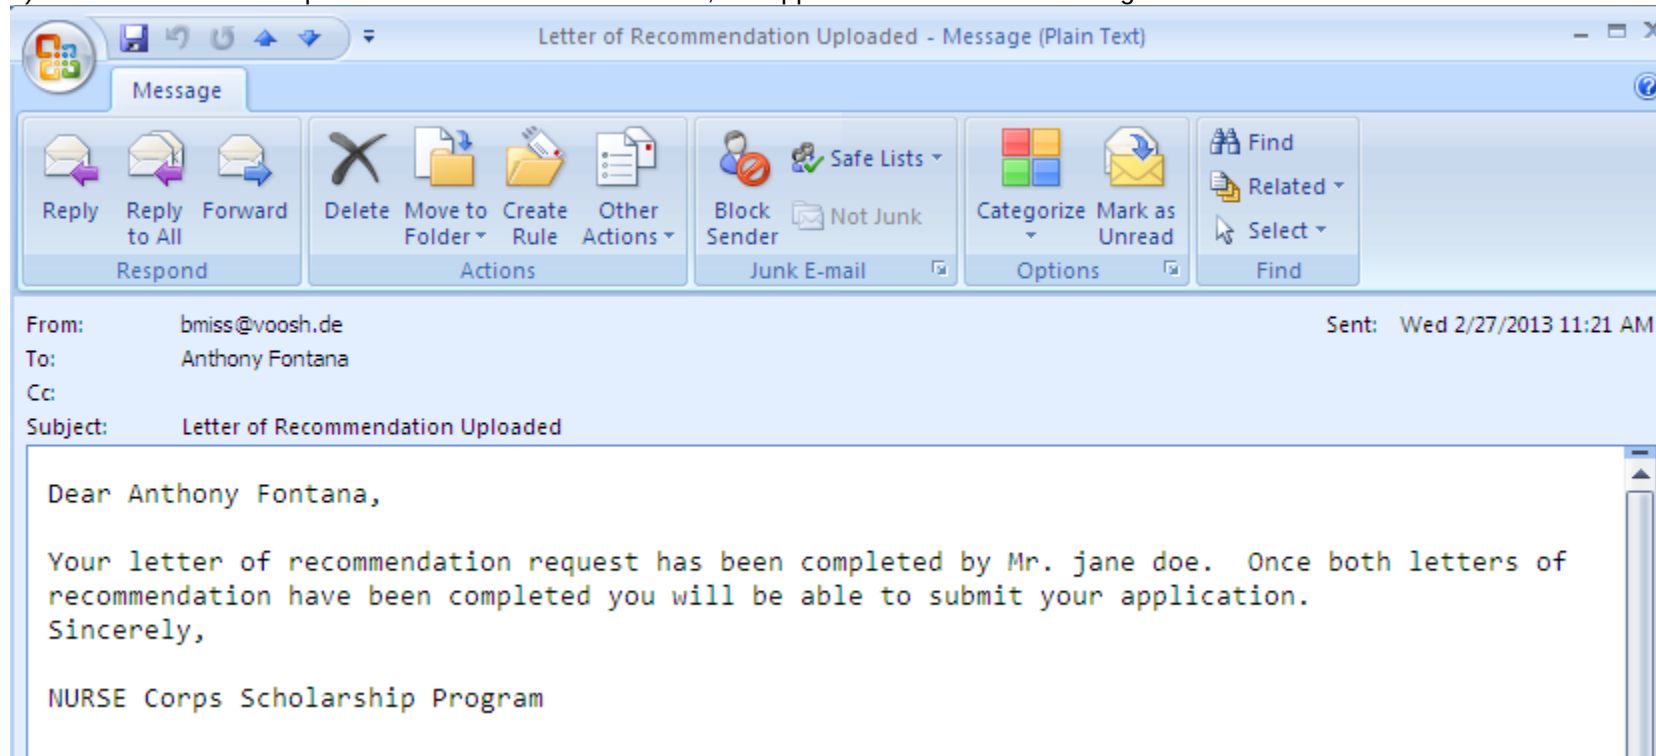 Letter of Recommendation Uploaded - Message (Plain Text)
Message
Reply
Reply to All
Forward
Respond
Delete
Move to Folder
Create Rule
Other Actions
Actions
Block Sender
Safe Lists
Not Junk
Junk E-mail
Categorize
Mark as Unread
Options
Find
Related
Select
Find
From: bmiss@voosh.de
Sent: Wed 2/27/2013 11:21 AM
To: Anthony Fontana
Cc:
Subject: Letter of Recommendation Uploaded
Dear Anthony Fontana,
Your letter of recommendation request has been completed by Mr. jane doe. Once both letters of
recommendation have been completed you will be able to submit your application.
Sincerely,
NURSE Corps Scholarship Program